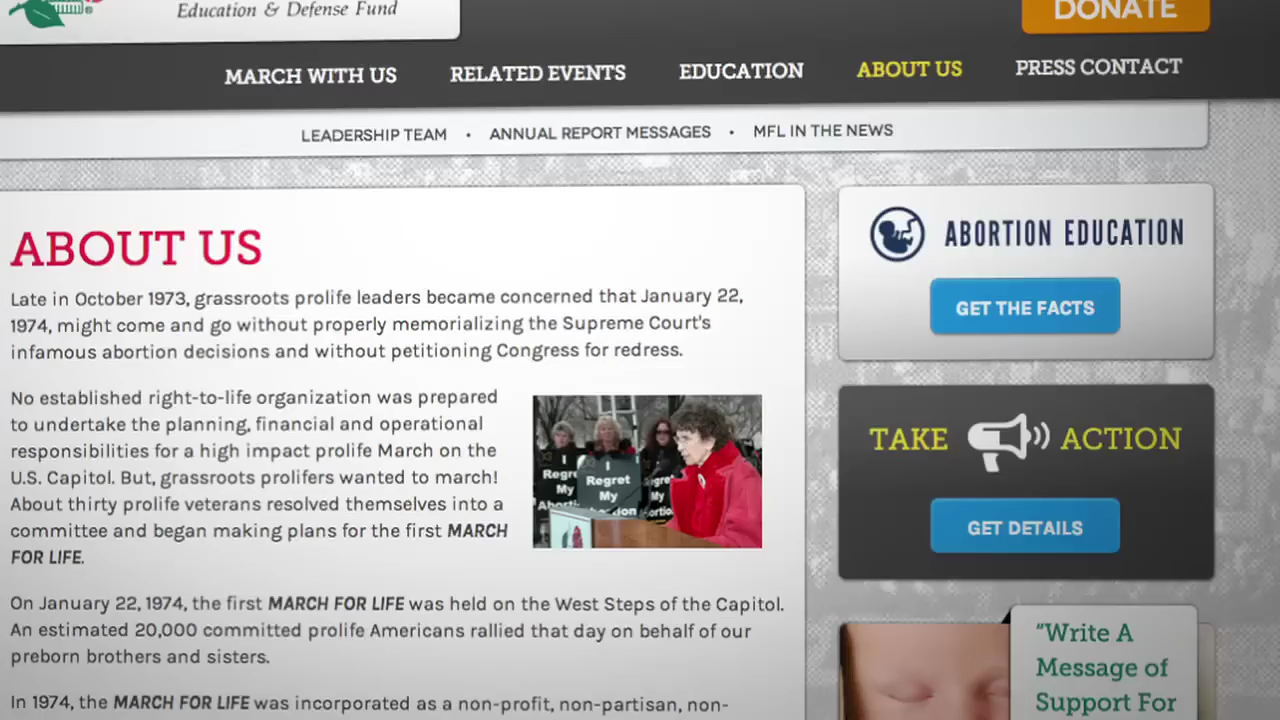 Education & Defense Fund
DONATE
MARCH WITH US
RELATED EVENTS
EDUCATION
ABOUT US
PRESS CONTACT
LEADERSHIP TEAM • ANNUAL REPORT MESSAGES • MFL IN THE NEWS
ABOUT US
Late in October 1973, grassroots prolife leaders became concerned that January 22,
1974, might come and go without properly memorializing the Supreme Court's
infamous abortion decisions and without petitioning Congress for redress.
No established right-to-life organization was prepared
to undertake the planning, financial and operational
responsibilities for a high impact prolife March on the
U.S. Capitol. But, grassroots prolifers wanted to march!
About thirty prolife veterans resolved themselves into a
committee and began making plans for the first MARCH
FOR LIFE.
I
Regret
My
On January 22, 1974, the first MARCH FOR LIFE was held on the West Steps of the Capitol.
An estimated 20,000 committed prolife Americans rallied that day on behalf of our
preborn brothers and sisters.
In 1974, the MARCH FOR LIFE was incorporated as a non-profit, non-partisan, non-
ABORTION EDUCATION
GET THE FACTS
TAKE ACTION
GET DETAILS
“Write A
Message of
Support For